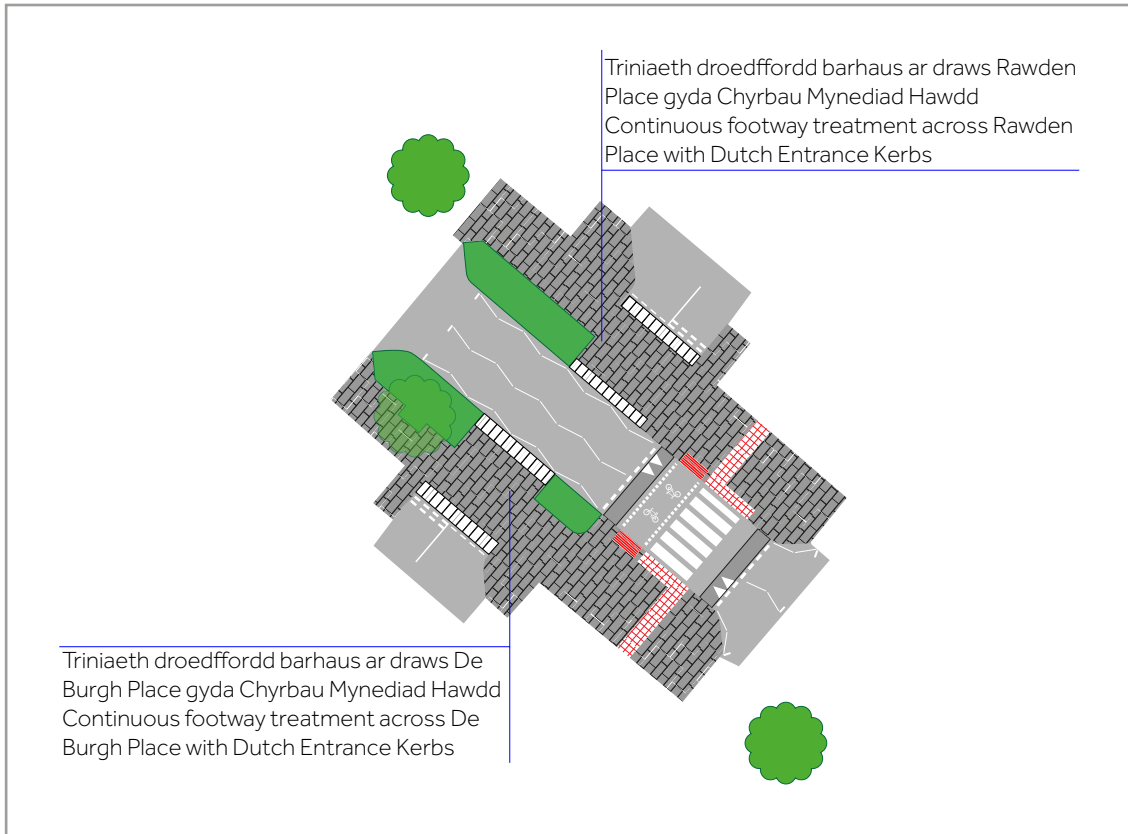 Triniaeth droedffordd barhaus ar draws Rawden
Place gyda Chyrbau Mynediad Hawdd
Continuous footway treatment across Rawden
Place with Dutch Entrance Kerbs
Triniaeth droedffordd barhaus ar draws De
Burgh Place gyda Chyrbau Mynediad Hawdd
Continuous footway treatment across De
Burgh Place with Dutch Entrance Kerbs